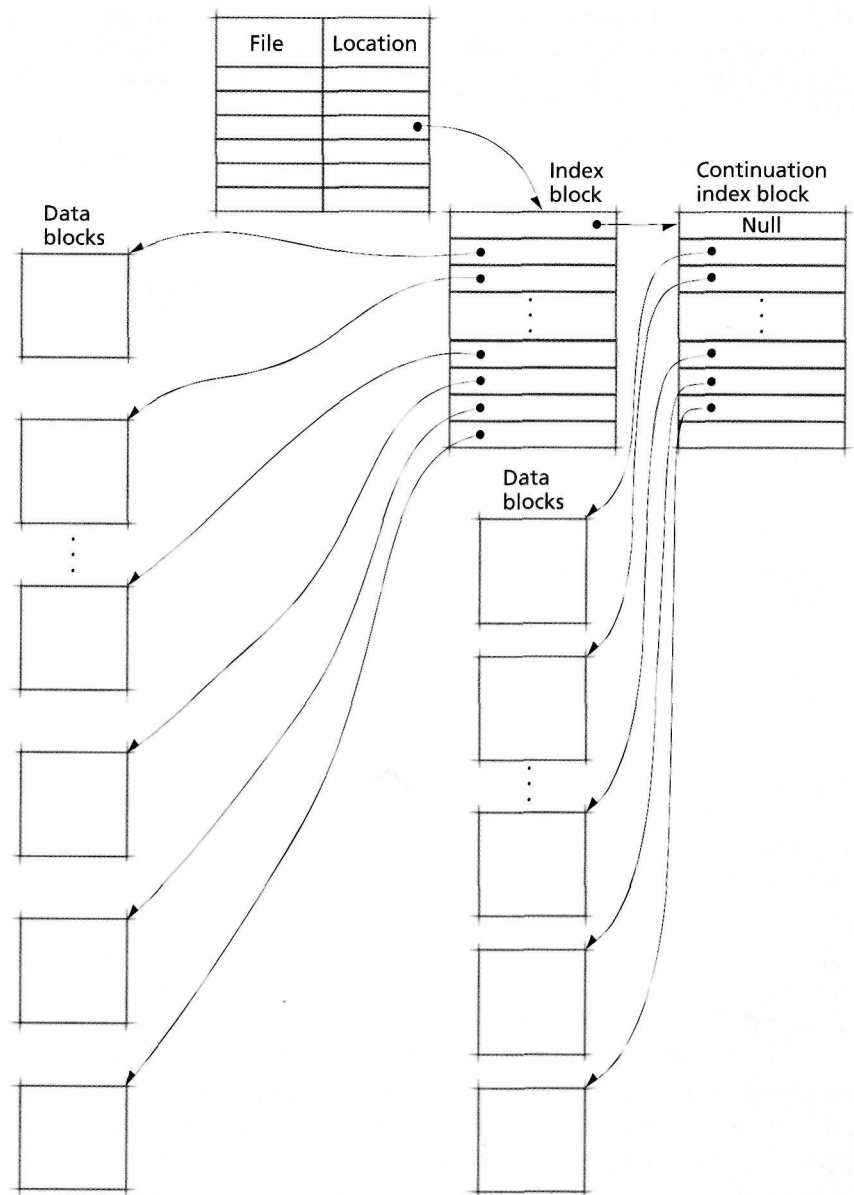 File
Location
Index
block
Continuation
index block
Null
Data
blocks
Data
blocks